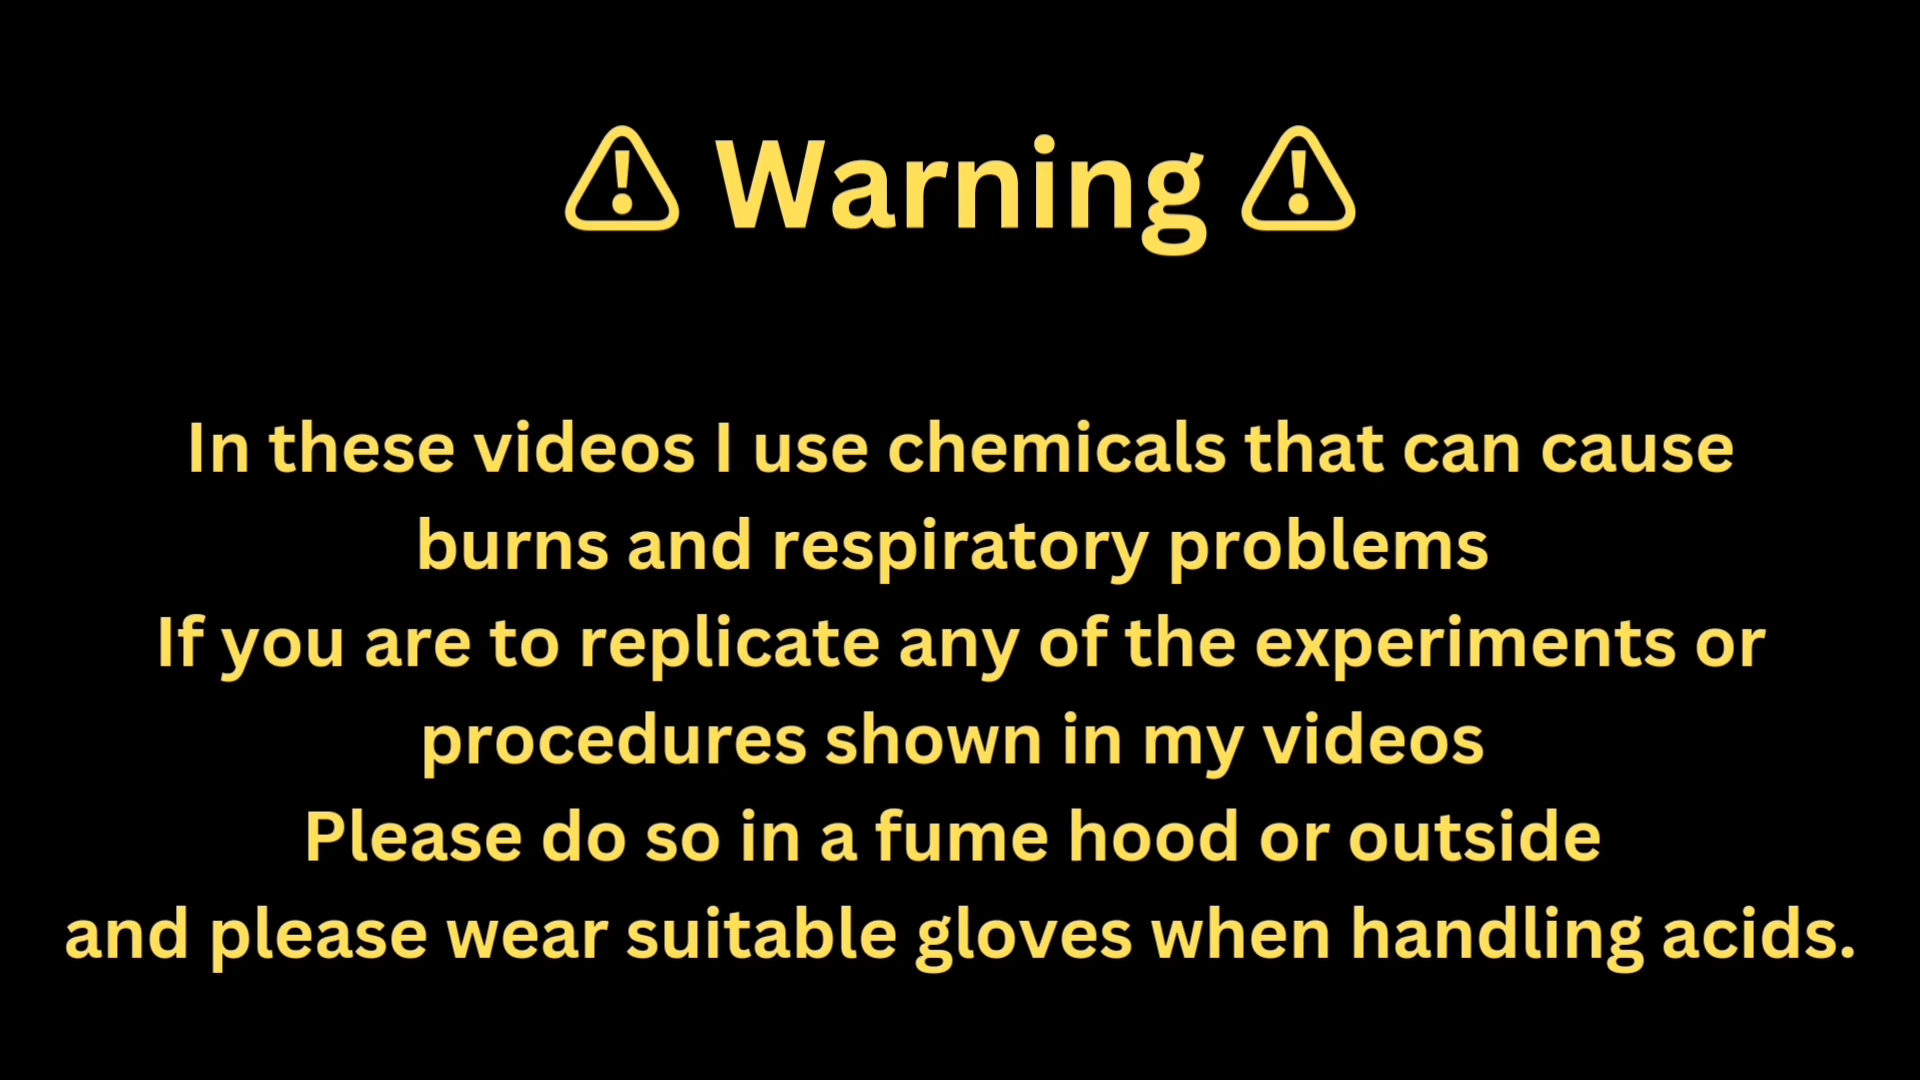 ⚠ Warning ⚠
In these videos I use chemicals that can cause
burns and respiratory problems
If you are to replicate any of the experiments or
procedures shown in my videos
Please do so in a fume hood or outside
and please wear suitable gloves when handling acids.